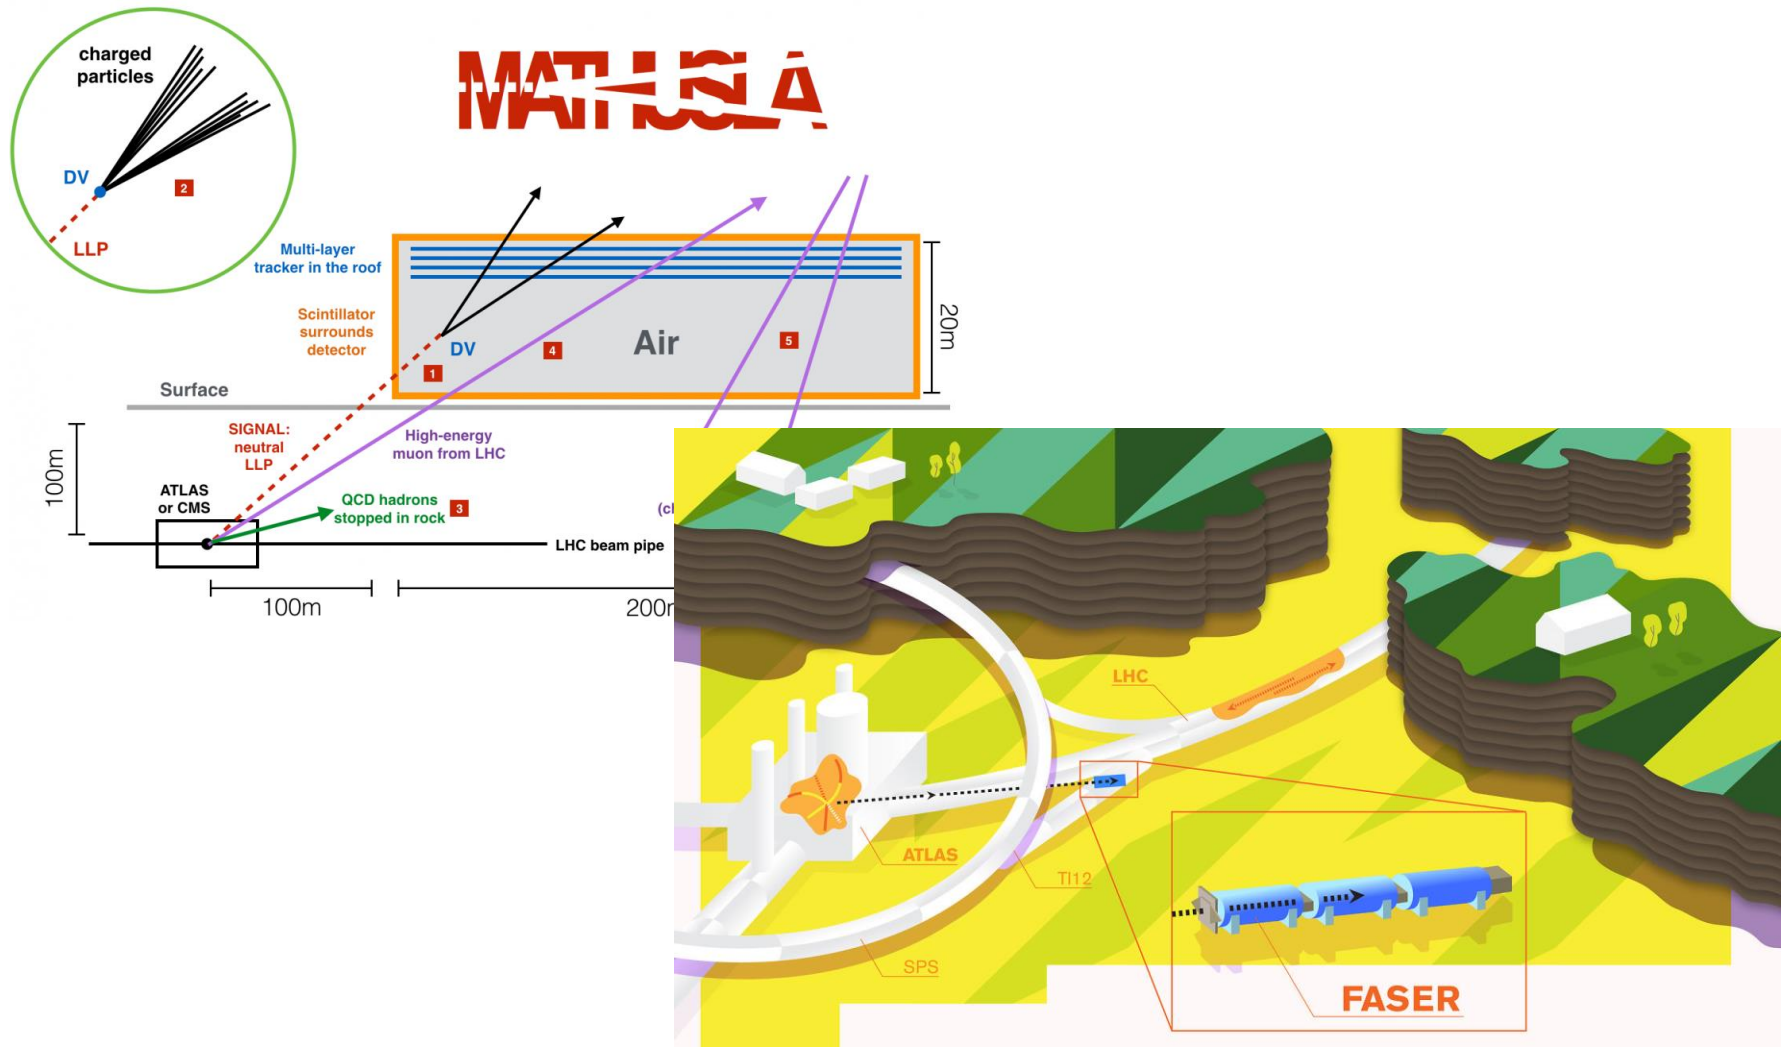 charged
particles
DV
2
LLP
MATHUSLA
Multi-layer
tracker in the roof
Scintillator
surrounds
detector
DV
1
4
Air
5
20m
Surface
SIGNAL:
neutral
LLP
High-energy
muon from LHC
100m
ATLAS
or CMS
QCD hadrons
stopped in rock
3
LHC beam pipe
100m
LHC
ATLAS
TI12
SPS
FASER